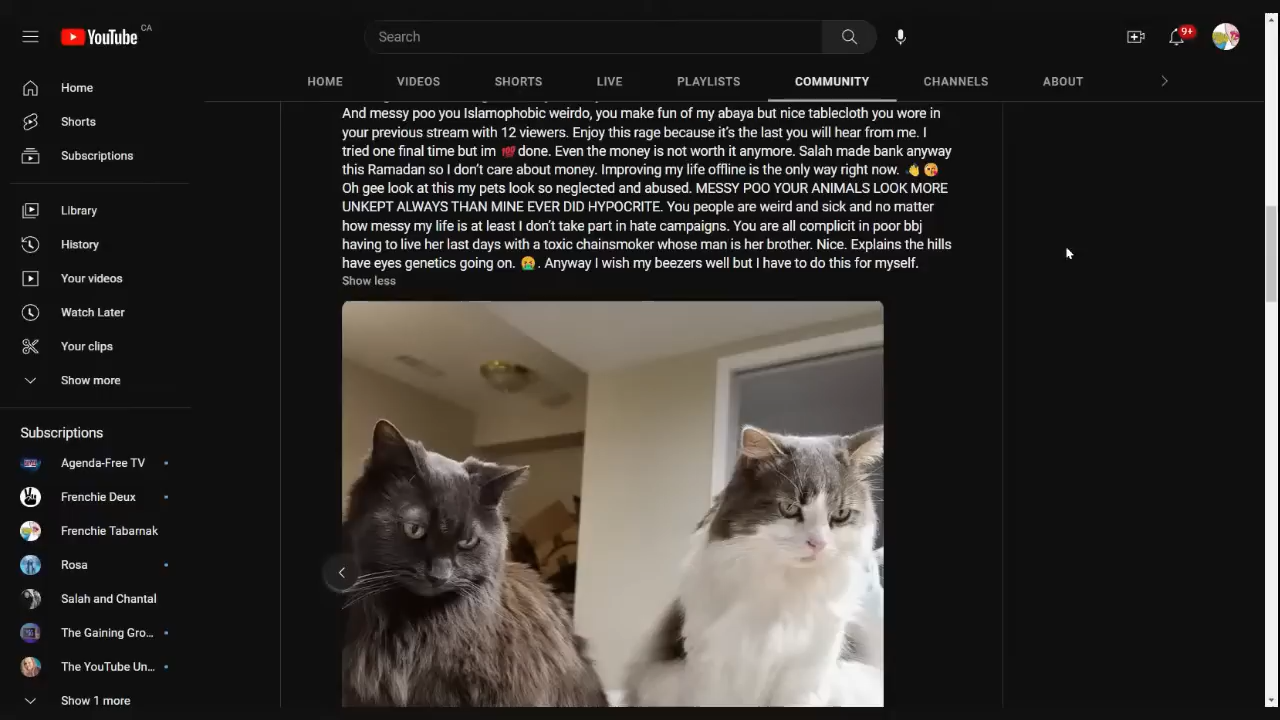 YouTube CA
Search
9+
HOME VIDEOS SHORTS LIVE PLAYLISTS COMMUNITY CHANNELS ABOUT
Home
Shorts
Subscriptions
Library
History
Your videos
Watch Later
Your clips
Show more
Subscriptions
Agenda-Free TV
Frenchie Deux
Frenchie Tabarnak
Rosa
Salah and Chantal
The Gaining Gro...
The YouTube Un...
Show 1 more
And messy poo you Islamophobic weirdo, you make fun of my abaya but nice tablecloth you wore in
your previous stream with 12 viewers. Enjoy this rage because it's the last you will hear from me. I
tried one final time but im 💯 done. Even the money is not worth it anymore. Salah made bank anyway
this Ramadan so I don't care about money. Improving my life offline is the only way right now. 👋 😘
Oh gee look at this my pets look so neglected and abused. MESSY POO YOUR ANIMALS LOOK MORE
UNKEPT ALWAYS THAN MINE EVER DID HYPOCRITE. You people are weird and sick and no matter
how messy my life is at least I don't take part in hate campaigns. You are all complicit in poor bbj
having to live her last days with a toxic chainsmoker whose man is her brother. Nice. Explains the hills
have eyes genetics going on. 🤮. Anyway I wish my beezers well but I have to do this for myself.
Show less